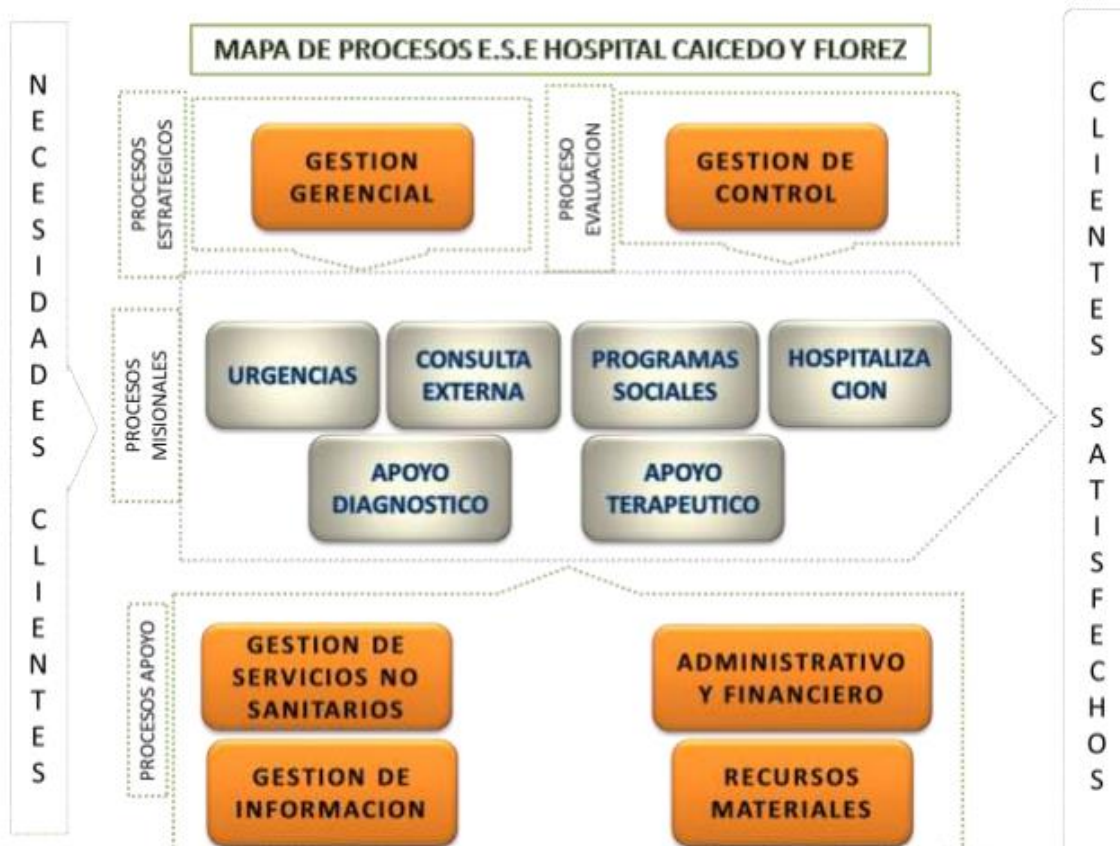 MAPA DE PROCESOS E.S.E HOSPITAL CAICEDO Y FLOREZ
NECESIDADES CLIENTES
PROCESOS
ESTRATEGICOS
GESTION
GERENCIAL
PROCESO
EVALUACION
GESTION DE
CONTROL
PROCESOS
MISIONALES
URGENCIAS
CONSULTA
EXTERNA
PROGRAMAS
SOCIALES
HOSPITALIZA
CION
APOYO
DIAGNOSTICO
APOYO
TERAPEUTICO
PROCESOS APOYO
GESTION DE
SERVICIOS NO
SANITARIOS
ADMINISTRATIVO
Y FINANCIERO
GESTION DE
INFORMACION
RECURSOS
MATERIALES
CLIENTES SATISFECHOS